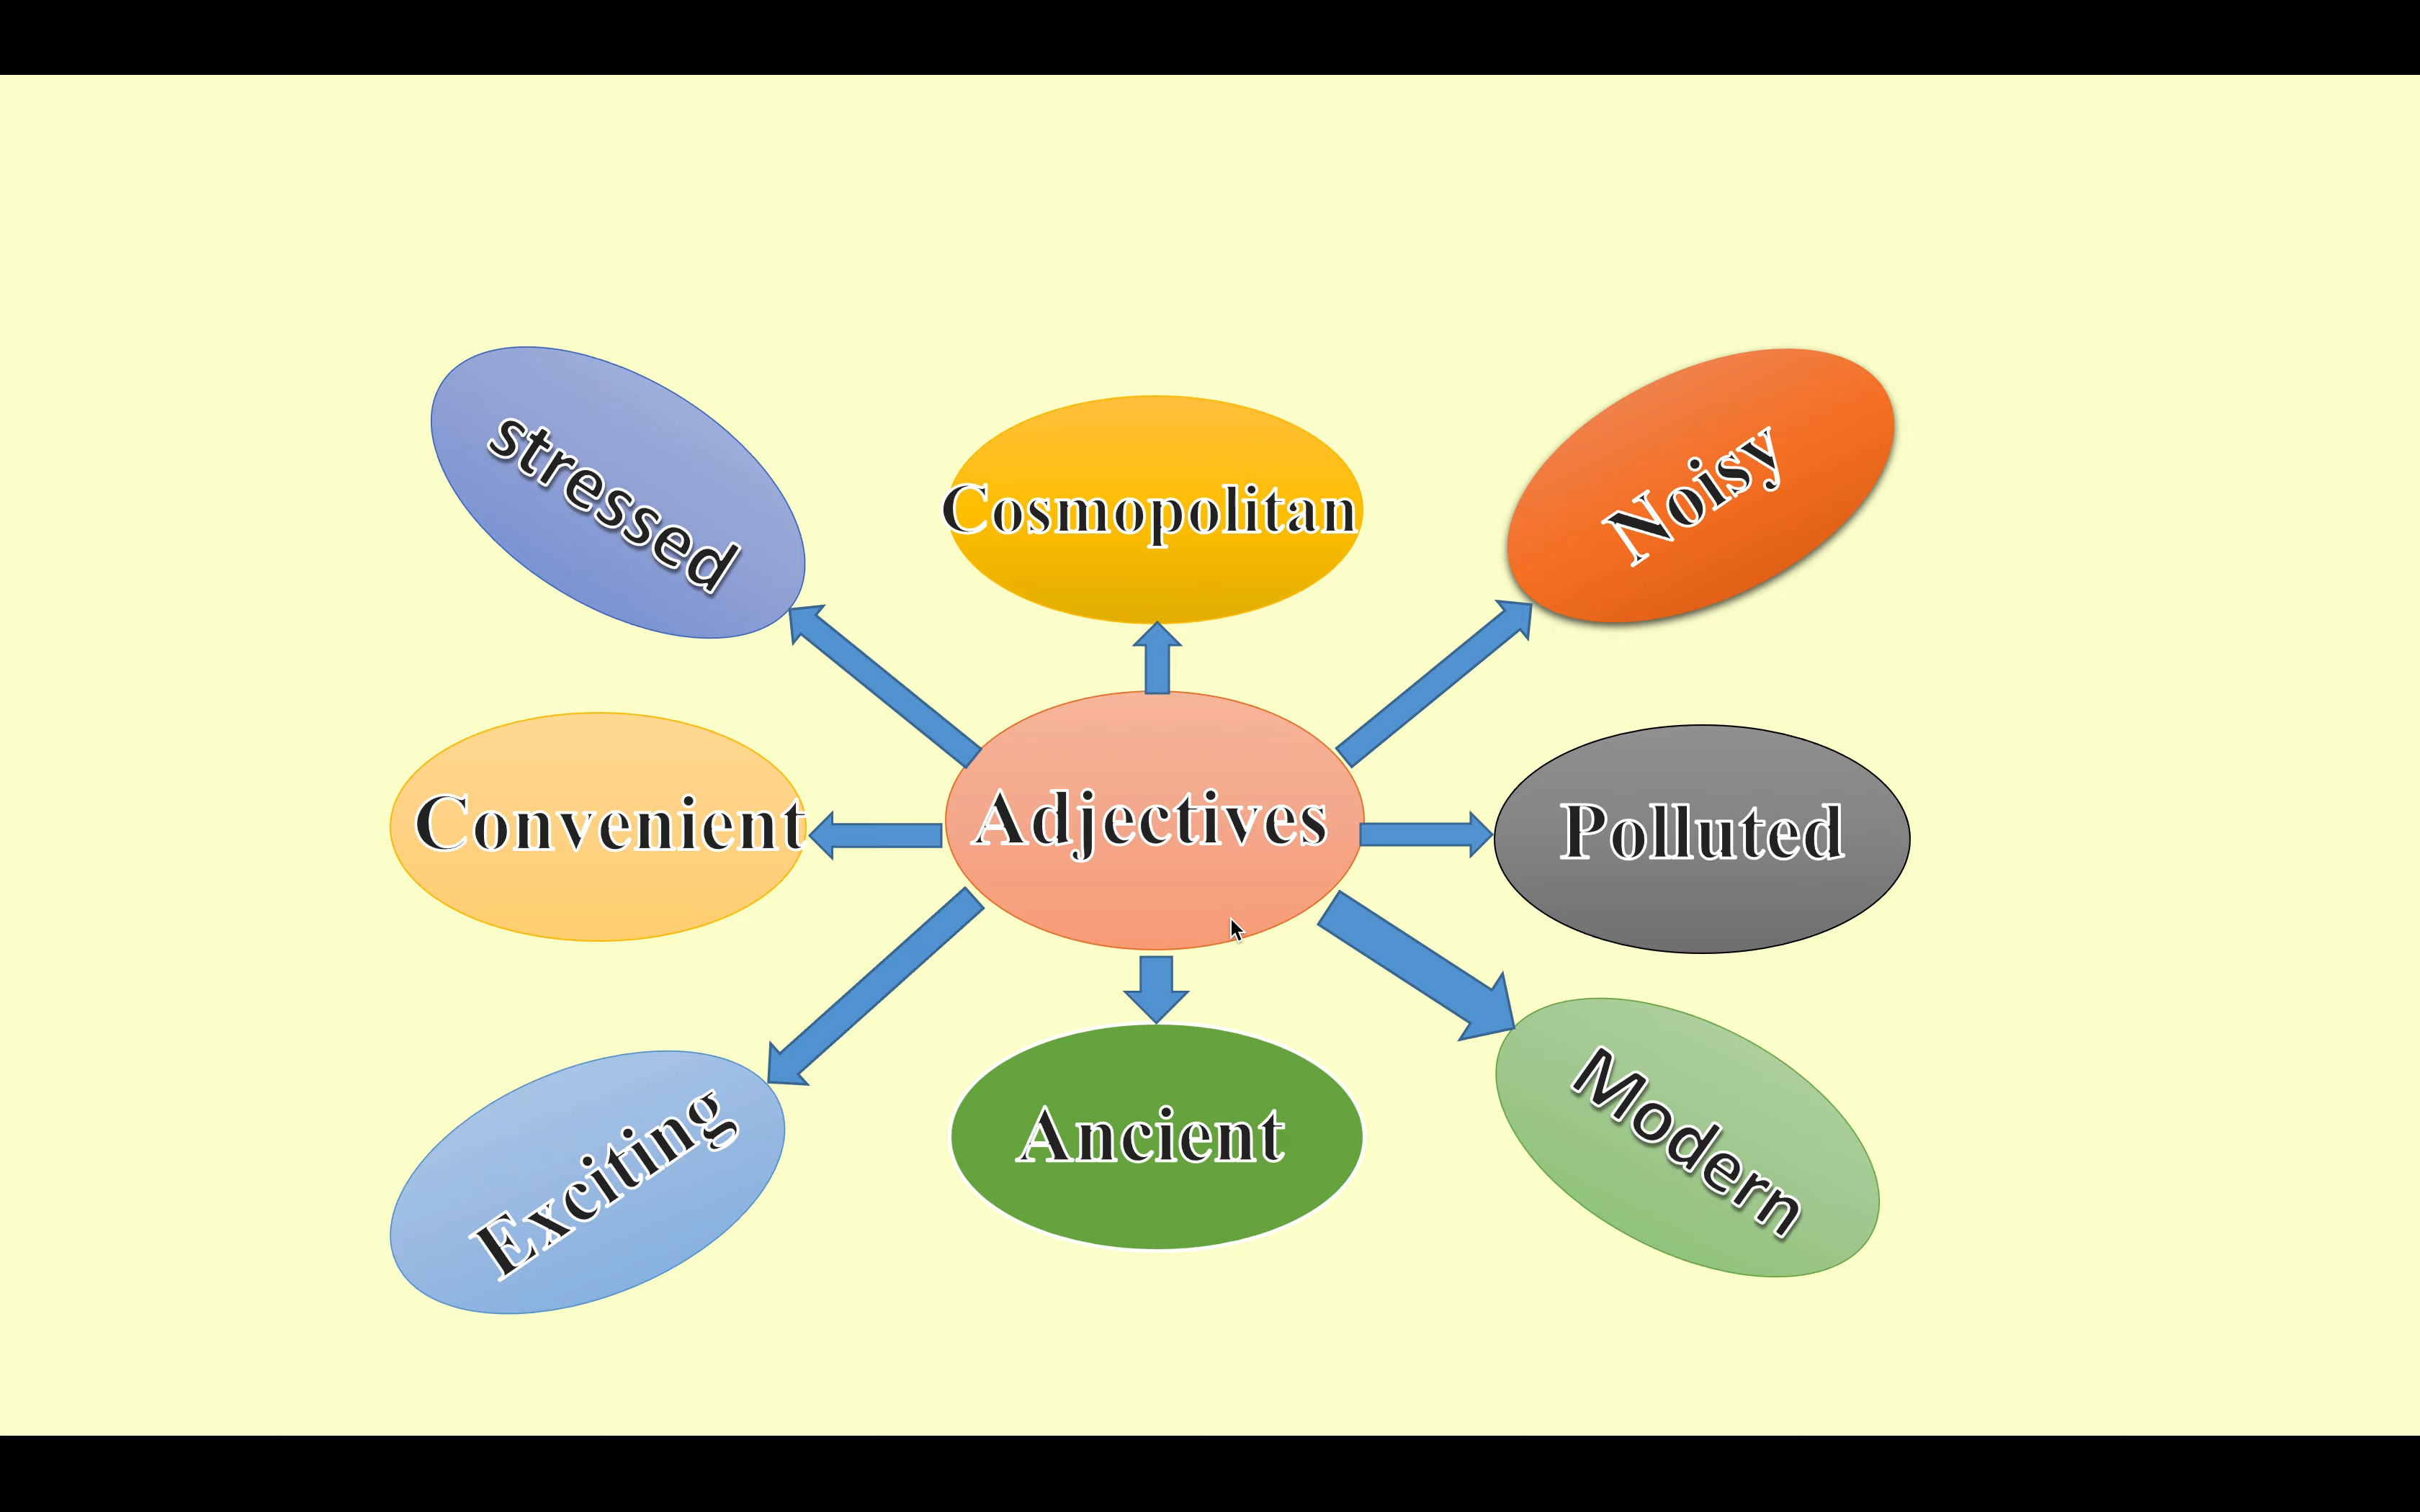 stressed
Cosmopolitan
Noisy
Convenient
Adjectives
Polluted
Exciting
Ancient
Modern